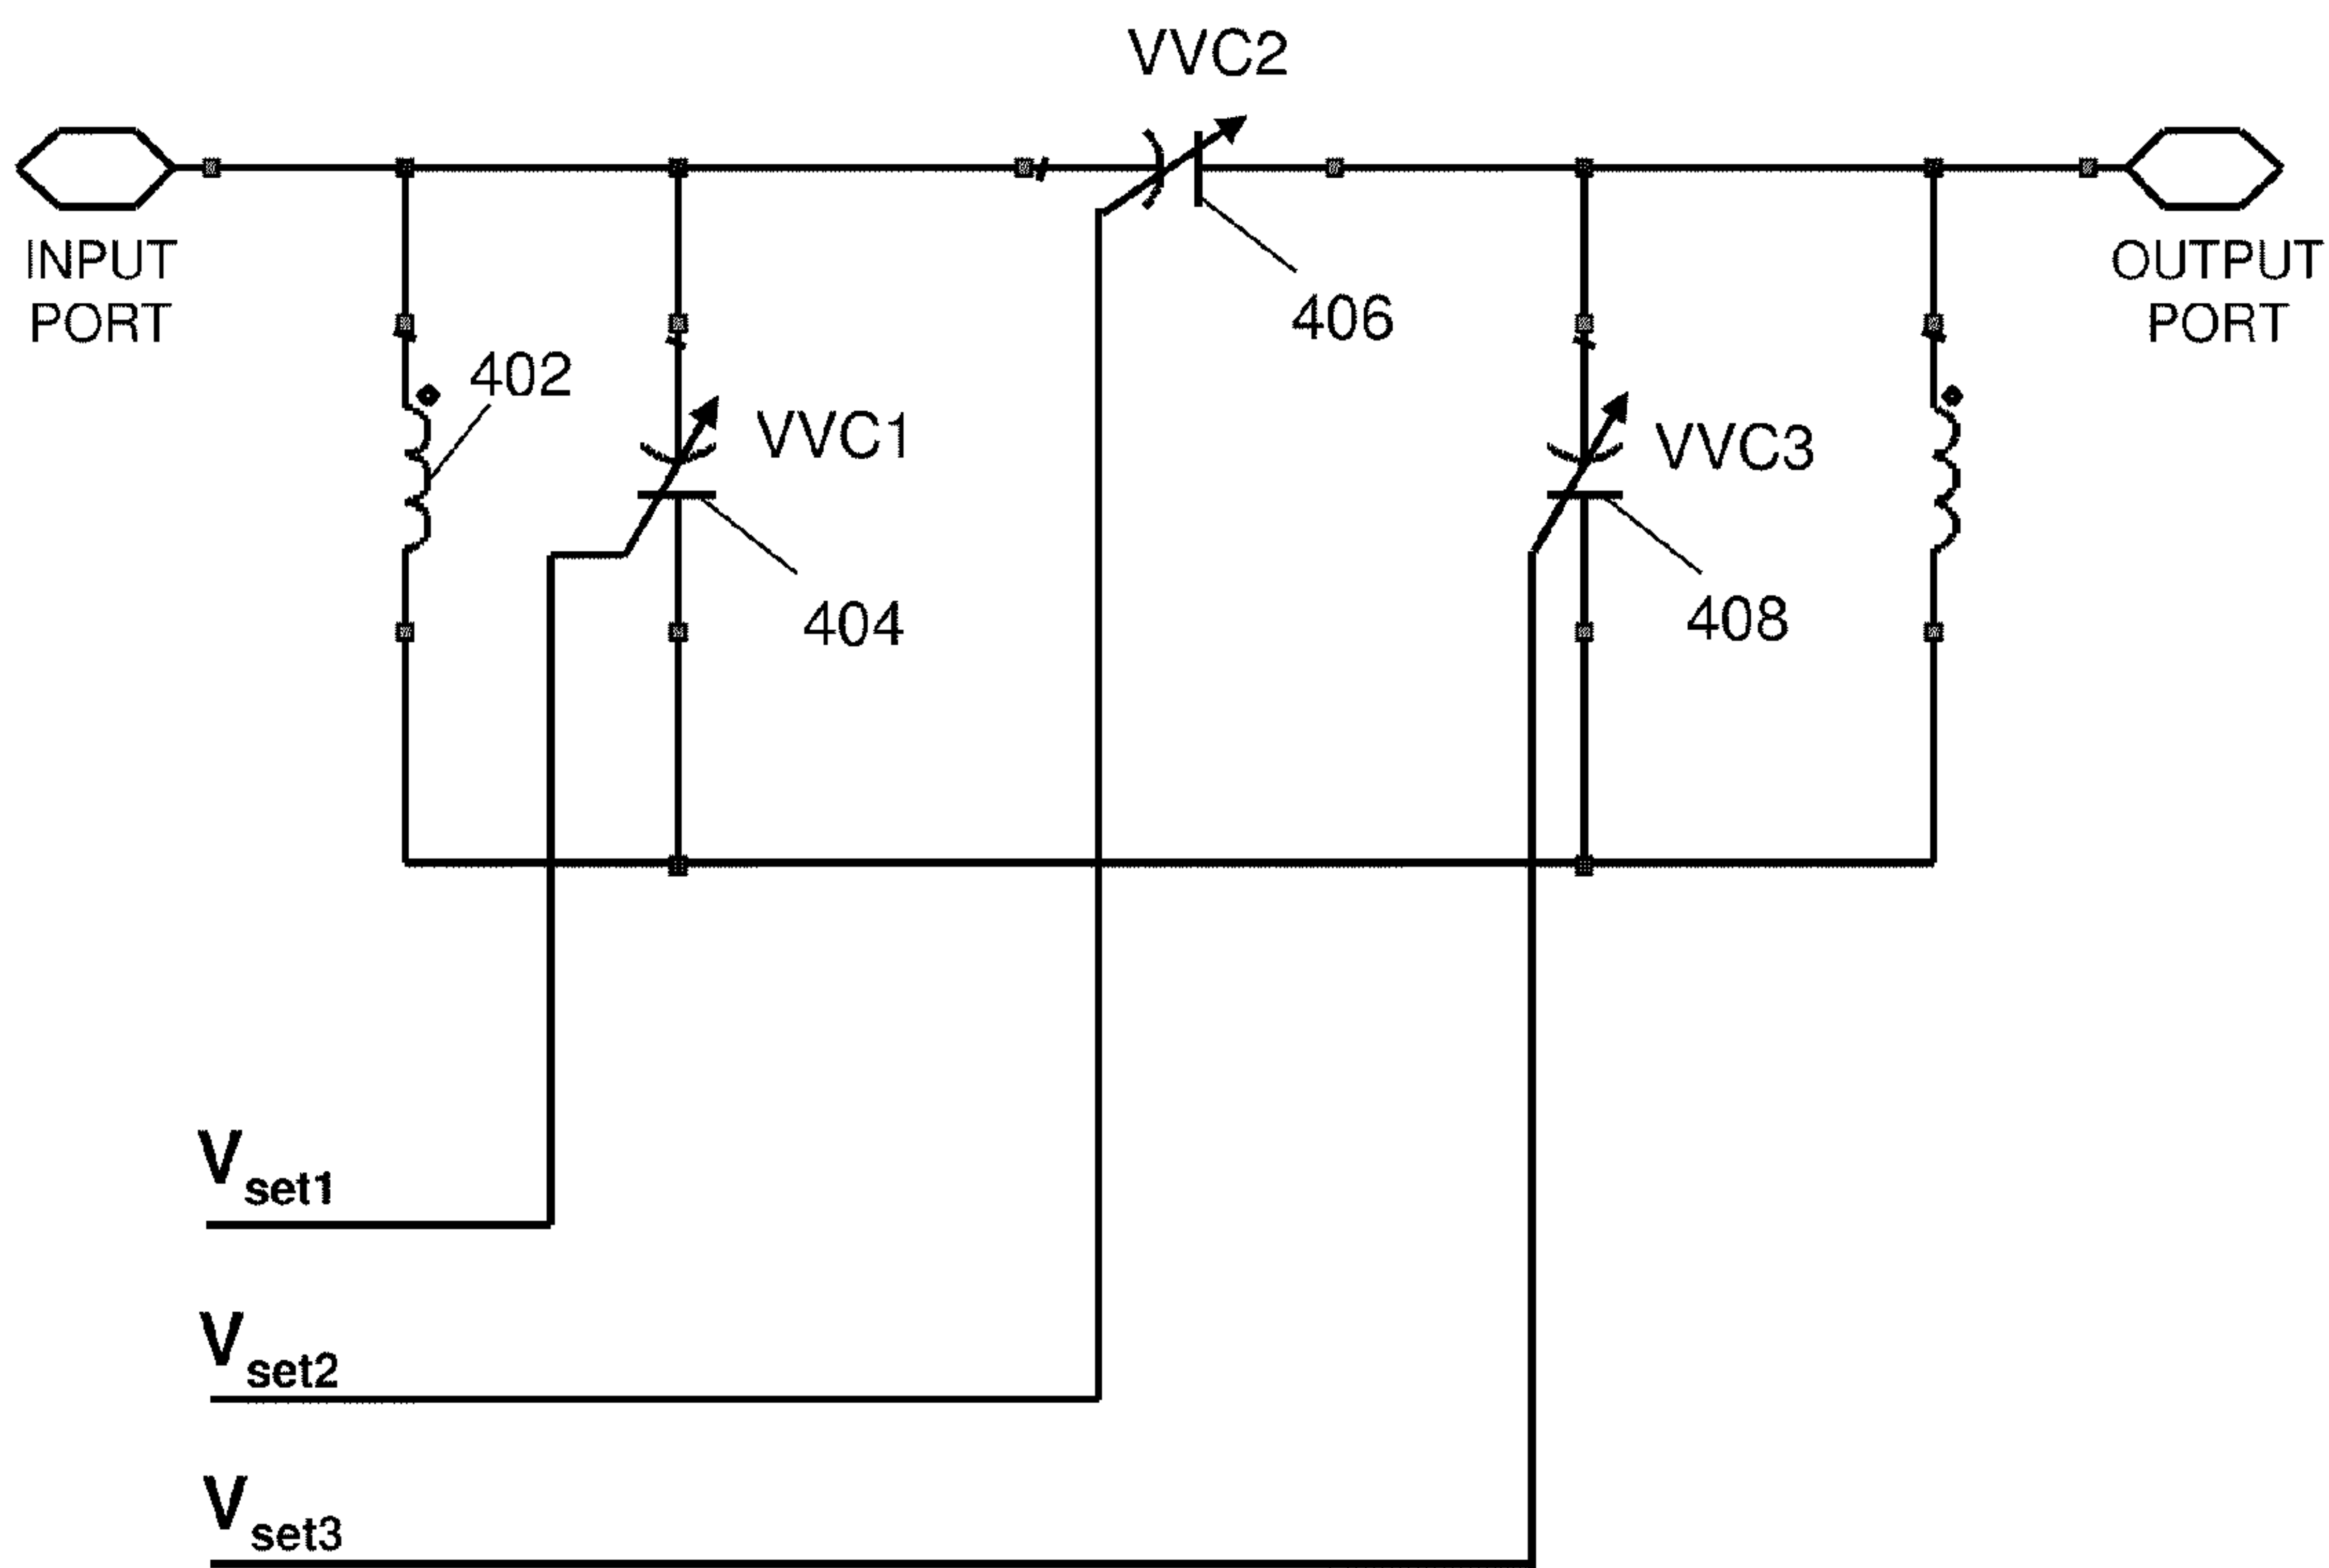 VVC2
INPUT
PORT
OUTPUT
PORT
406
402
VVC1
VVC3
404
408
Vset1
Vset2
Vset3